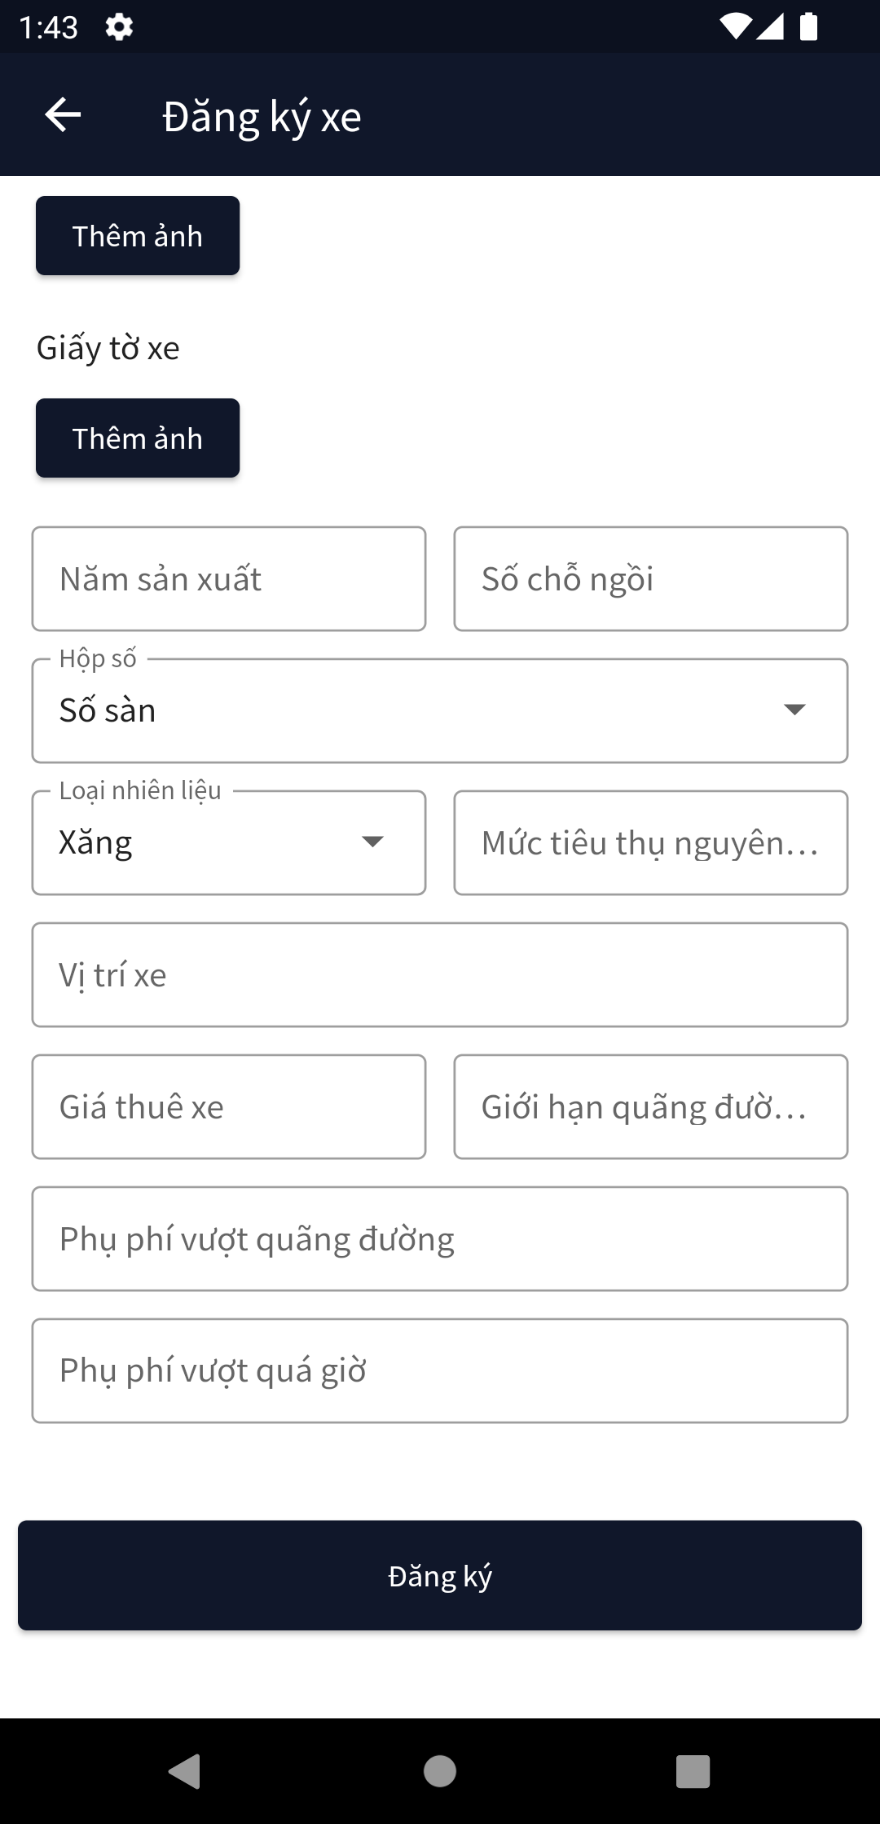 1:43
Đăng ký xe
Thêm ảnh
Giấy tờ xe
Thêm ảnh
Năm sản xuất
Số chỗ ngồi
Hộp số
Số sàn
Loại nhiên liệu
Xăng
Mức tiêu thụ nguyên...
Vị trí xe
Giá thuê xe
Giới hạn quãng đườ...
Phụ phí vượt quãng đường
Phụ phí vượt quá giờ
Đăng ký